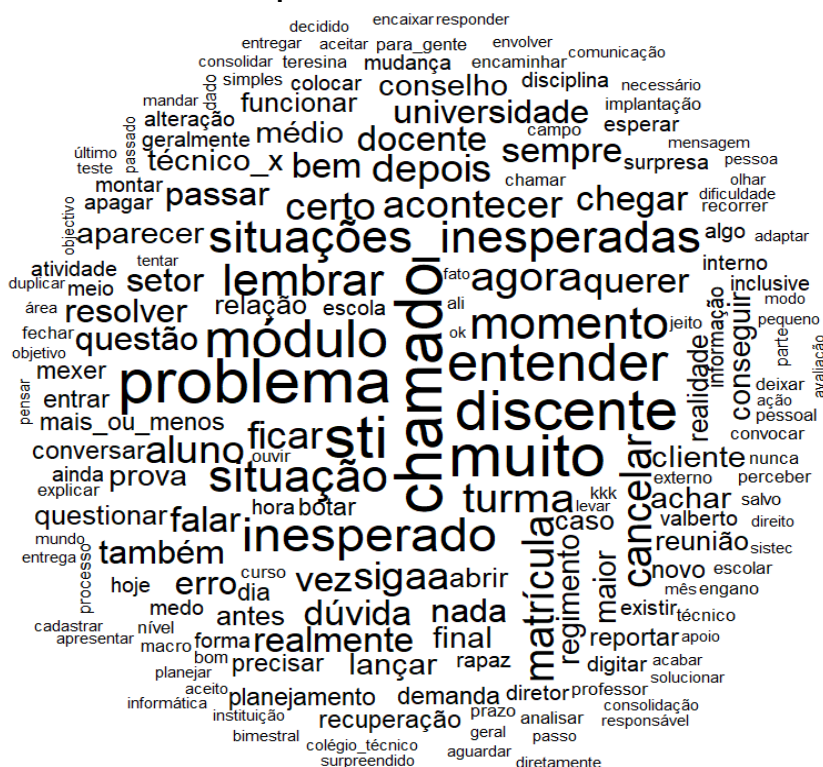 encaixar responder
decidido
entregar aceitar para_gente envolver
consolidar teresina mudança encaminhar comunicação
simples colocar conselho disciplina necessário
mandar dado funcionar universidade implantação
alteração médio docente campo esperar
geralmente sempre mensagem
último passado técnico_x bem depois surpresa pessoa
teste montar passar chamar olhar
apagar certo acontecer chegar dificuldade
recorrer
objectivo aparecer situações_inesperadas algo adaptar
atividade tentar lembrar fato agora querer interno
duplicar meio setor inclusive
área resolver relação escola ali momento modo
fechar questão módulo chamado ok jeito pequeno
objetivo mexer problema entender realidade informação conseguir parte avaliação
pensar entrar discente deixar
ação
mais_ou_menos ficar sti pessoal
conversar aluno ouvir muito convocar
ainda prova situação cancelar cliente nunca
explicar turma externo perceber
hora botar levar kkk achar salvo
questionar falar inesperado matrícula caso valberto direito
mundo
entrega também regimento reunião sistec
processo hoje erro curso vez sigaa abrir maior novo escolar
dia mês engano
medo antes dúvida nada existir técnico
cadastrar nível
apresentar macro forma realmente final reportar apoio
bom precisar lançar rapaz digitar acabar
planejar solucionar
aceito planejamento demanda diretor professor
informática consolidação
instituição recuperação prazo analisar responsável
bimestral geral passo
colégio_técnico aguardar
surpreendido diretamente